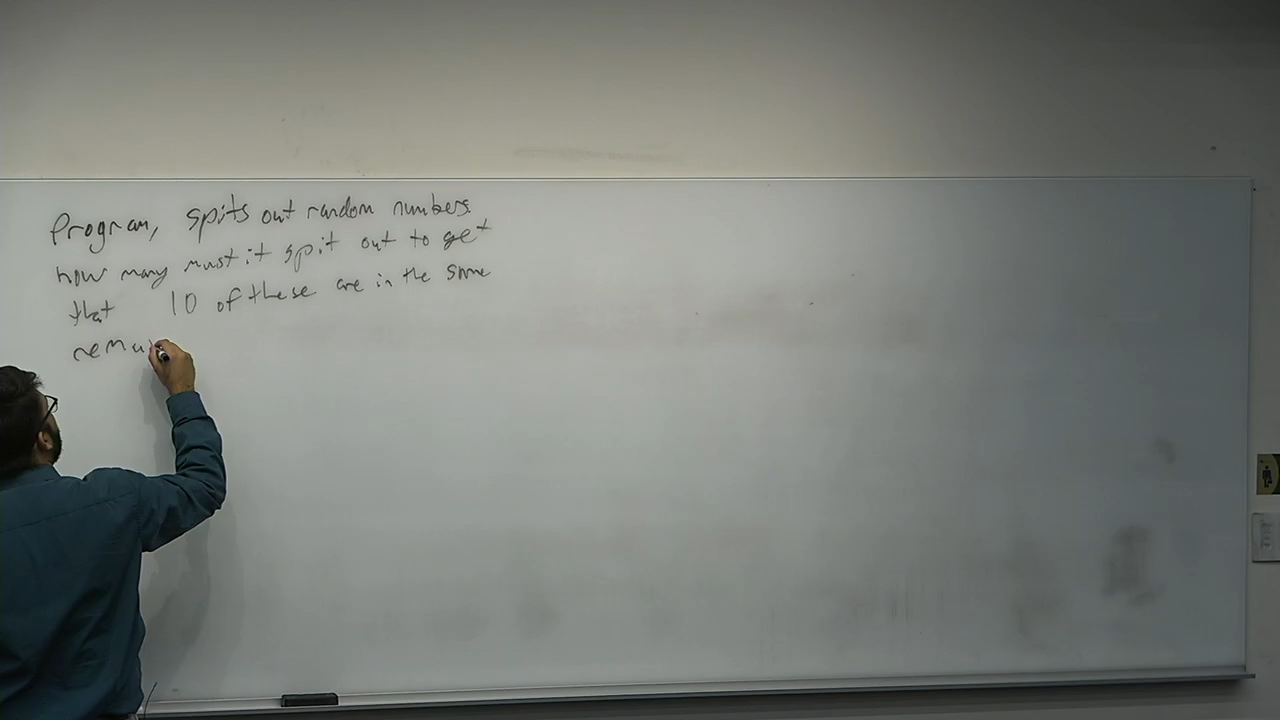 Program, spits out random numbers.
how many must it spit out to get
that 10 of these are in the same